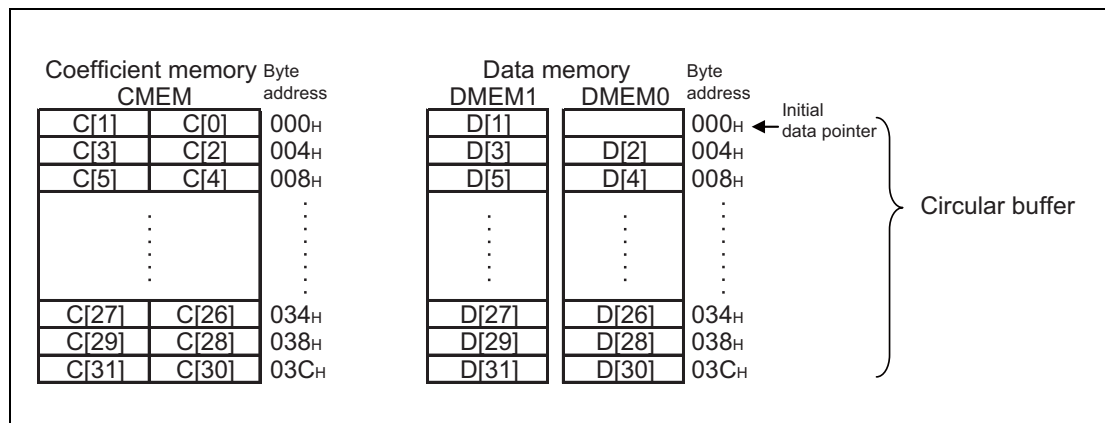 Coefficient memory Byte address
CMEM
Data memory Byte address
DMEM1 DMEM0
C[1] C[0] 000H D[1] 000H Initial data pointer
C[3] C[2] 004H D[3] D[2] 004H
C[5] C[4] 008H D[5] D[4] 008H
Circular buffer
C[27] C[26] 034H D[27] D[26] 034H
C[29] C[28] 038H D[29] D[28] 038H
C[31] C[30] 03CH D[31] D[30] 03CH